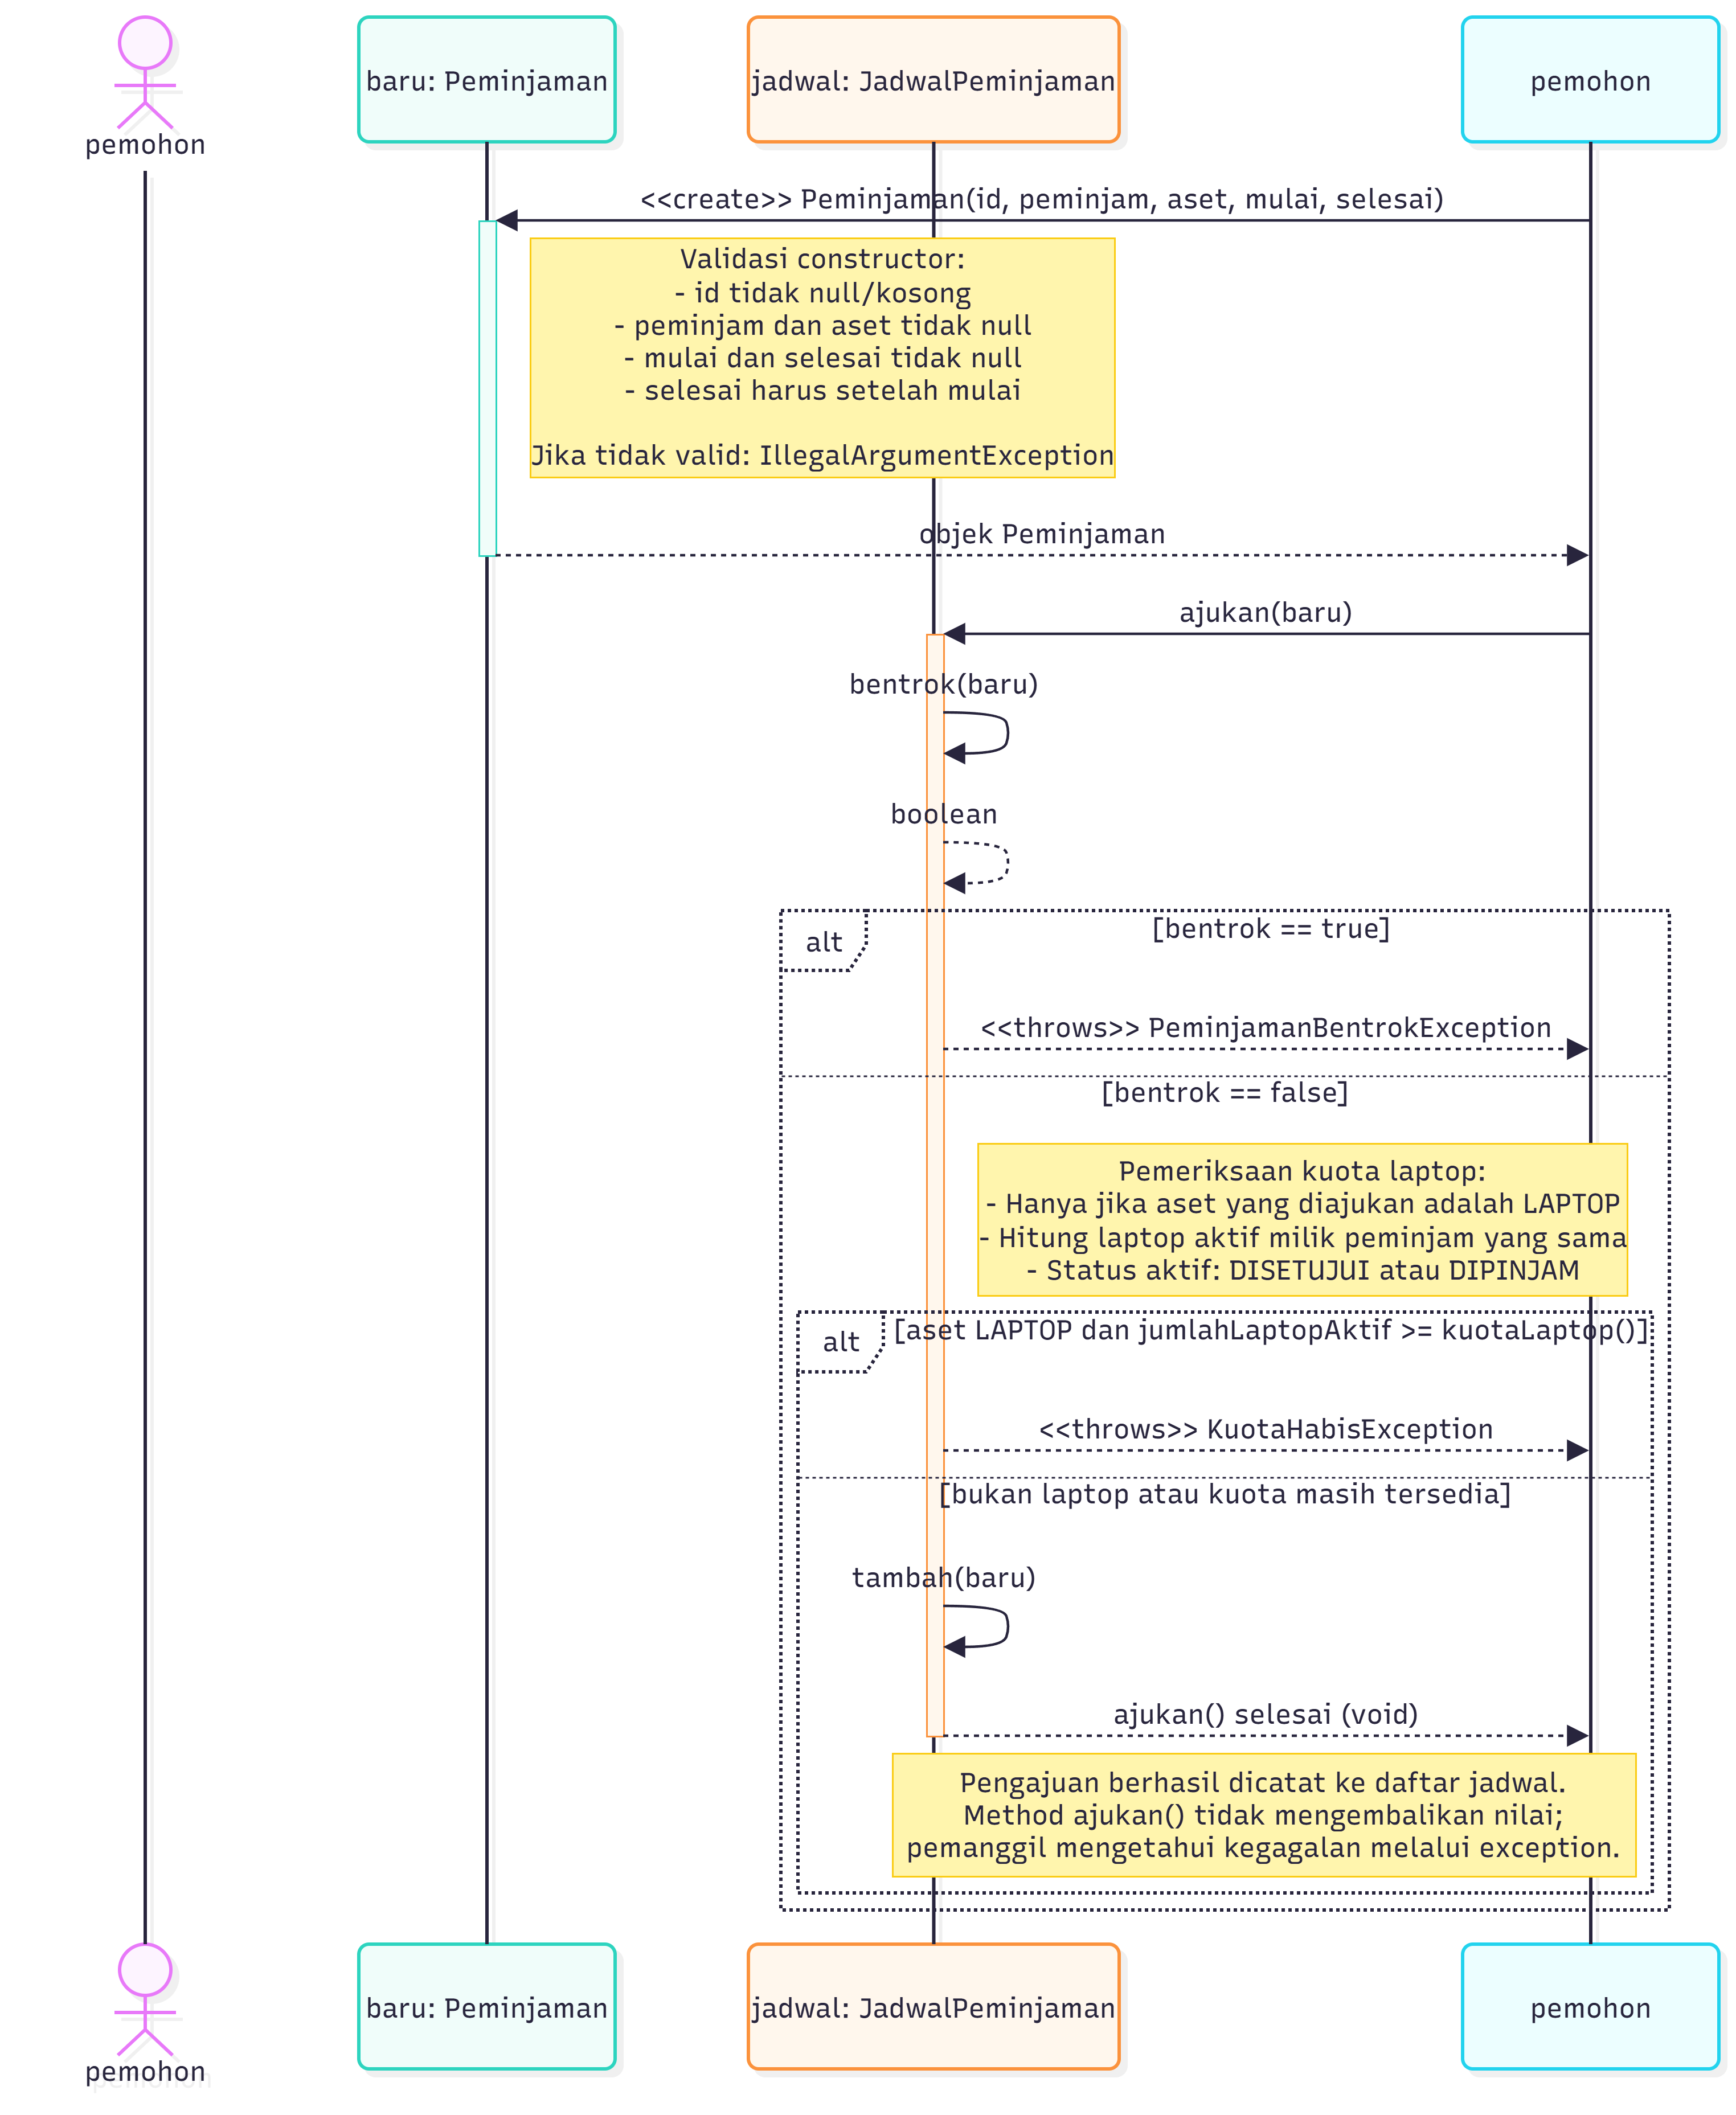 pemohon
baru: Peminjaman
jadwal: JadwalPeminjaman
pemohon
<<create>> Peminjaman(id, peminjam, aset, mulai, selesai)
Validasi constructor:
- id tidak null/kosong
- peminjam dan aset tidak null
- mulai dan selesai tidak null
- selesai harus setelah mulai
Jika tidak valid: IllegalArgumentException
objek Peminjaman
ajukan(baru)
bentrok(baru)
boolean
alt
[bentrok == true]
<<throws>> PeminjamanBentrokException
[bentrok == false]
Pemeriksaan kuota laptop:
- Hanya jika aset yang diajukan adalah LAPTOP
- Hitung laptop aktif milik peminjam yang sama
- Status aktif: DISETUJUI atau DIPINJAM
alt
[aset LAPTOP dan jumlahLaptopAktif >= kuotaLaptop()]
<<throws>> KuotaHabisException
[bukan laptop atau kuota masih tersedia]
tambah(baru)
ajukan() selesai (void)
Pengajuan berhasil dicatat ke daftar jadwal.
Method ajukan() tidak mengembalikan nilai;
pemanggil mengetahui kegagalan melalui exception.
pemohon
baru: Peminjaman
jadwal: JadwalPeminjaman
pemohon